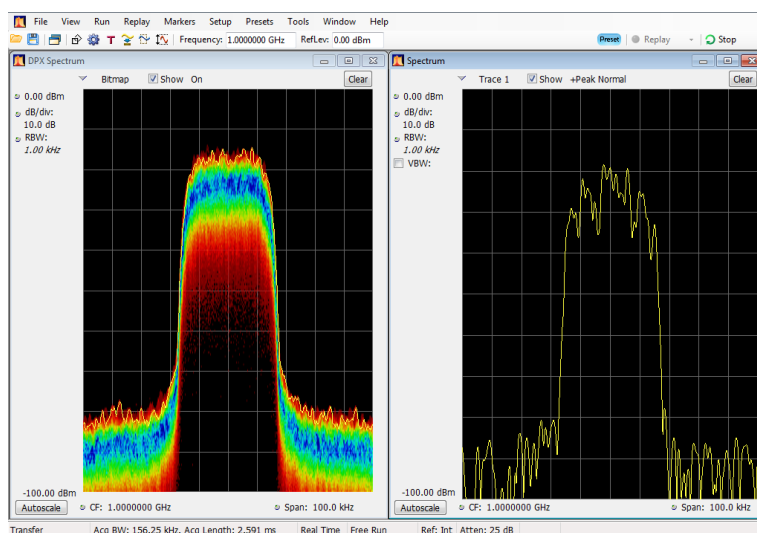 File View Run Replay Markers Setup Presets Tools Window Help
Frequency: 1.0000000 GHz RefLev: 0.00 dBm Preset Replay Stop
DPX Spectrum
Bitmap Show On Clear
0.00 dBm
dB/div:
10.0 dB
RBW:
1.00 kHz
-100.00 dBm
Autoscale CF: 1.0000000 GHz Span: 100.0 kHz
Spectrum
Trace 1 Show +Peak Normal Clear
0.00 dBm
dB/div:
10.0 dB
RBW:
1.00 kHz
VBW:
-100.00 dBm
Autoscale CF: 1.0000000 GHz Span: 100.0 kHz
Transfer Acq BW: 156.25 kHz, Acq Length: 2.591 ms Real Time Free Run Ref: Int Atten: 25 dB